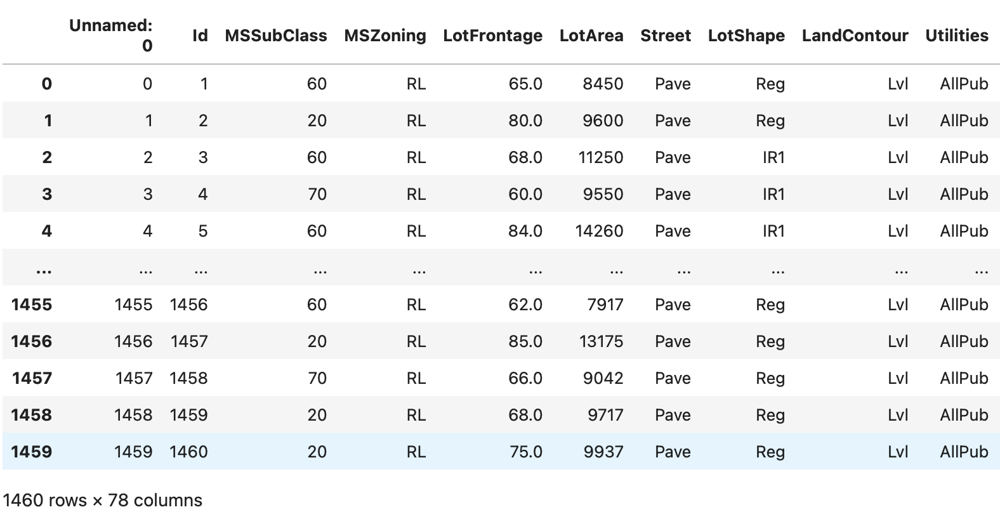 Unnamed: 0 Id MSSubClass MSZoning LotFrontage LotArea Street LotShape LandContour Utilities
0 0 1 60 RL 65.0 8450 Pave Reg Lvl AllPub
1 1 2 20 RL 80.0 9600 Pave Reg Lvl AllPub
2 2 3 60 RL 68.0 11250 Pave IR1 Lvl AllPub
3 3 4 70 RL 60.0 9550 Pave IR1 Lvl AllPub
4 4 5 60 RL 84.0 14260 Pave IR1 Lvl AllPub
... ... ... ... ... ... ... ... ... ... ...
1455 1455 1456 60 RL 62.0 7917 Pave Reg Lvl AllPub
1456 1456 1457 20 RL 85.0 13175 Pave Reg Lvl AllPub
1457 1457 1458 70 RL 66.0 9042 Pave Reg Lvl AllPub
1458 1458 1459 20 RL 68.0 9717 Pave Reg Lvl AllPub
1459 1459 1460 20 RL 75.0 9937 Pave Reg Lvl AllPub
1460 rows × 78 columns